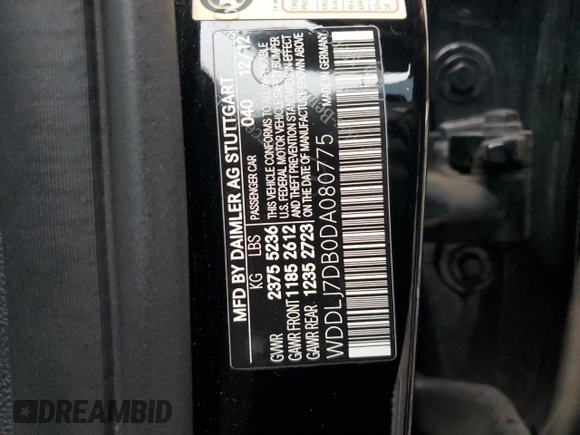 MFD BY DAIMLER AG STUTTGART
PASSENGER CAR 040 12/12
KG LBS
GVWR 2375 5236
GAWR FRONT 1185 2612
GAWR REAR 1235 2723
THIS VEHICLE CONFORMS TO ALL APPLICABLE
U.S. FEDERAL MOTOR VEHICLE SAFETY, BUMPER
AND THEFT PREVENTION STANDARDS IN EFFECT
ON THE DATE OF MANUFACTURE SHOWN ABOVE
WDDLJ7DB0DA080775 MADE IN GERMANY
DREAMBID